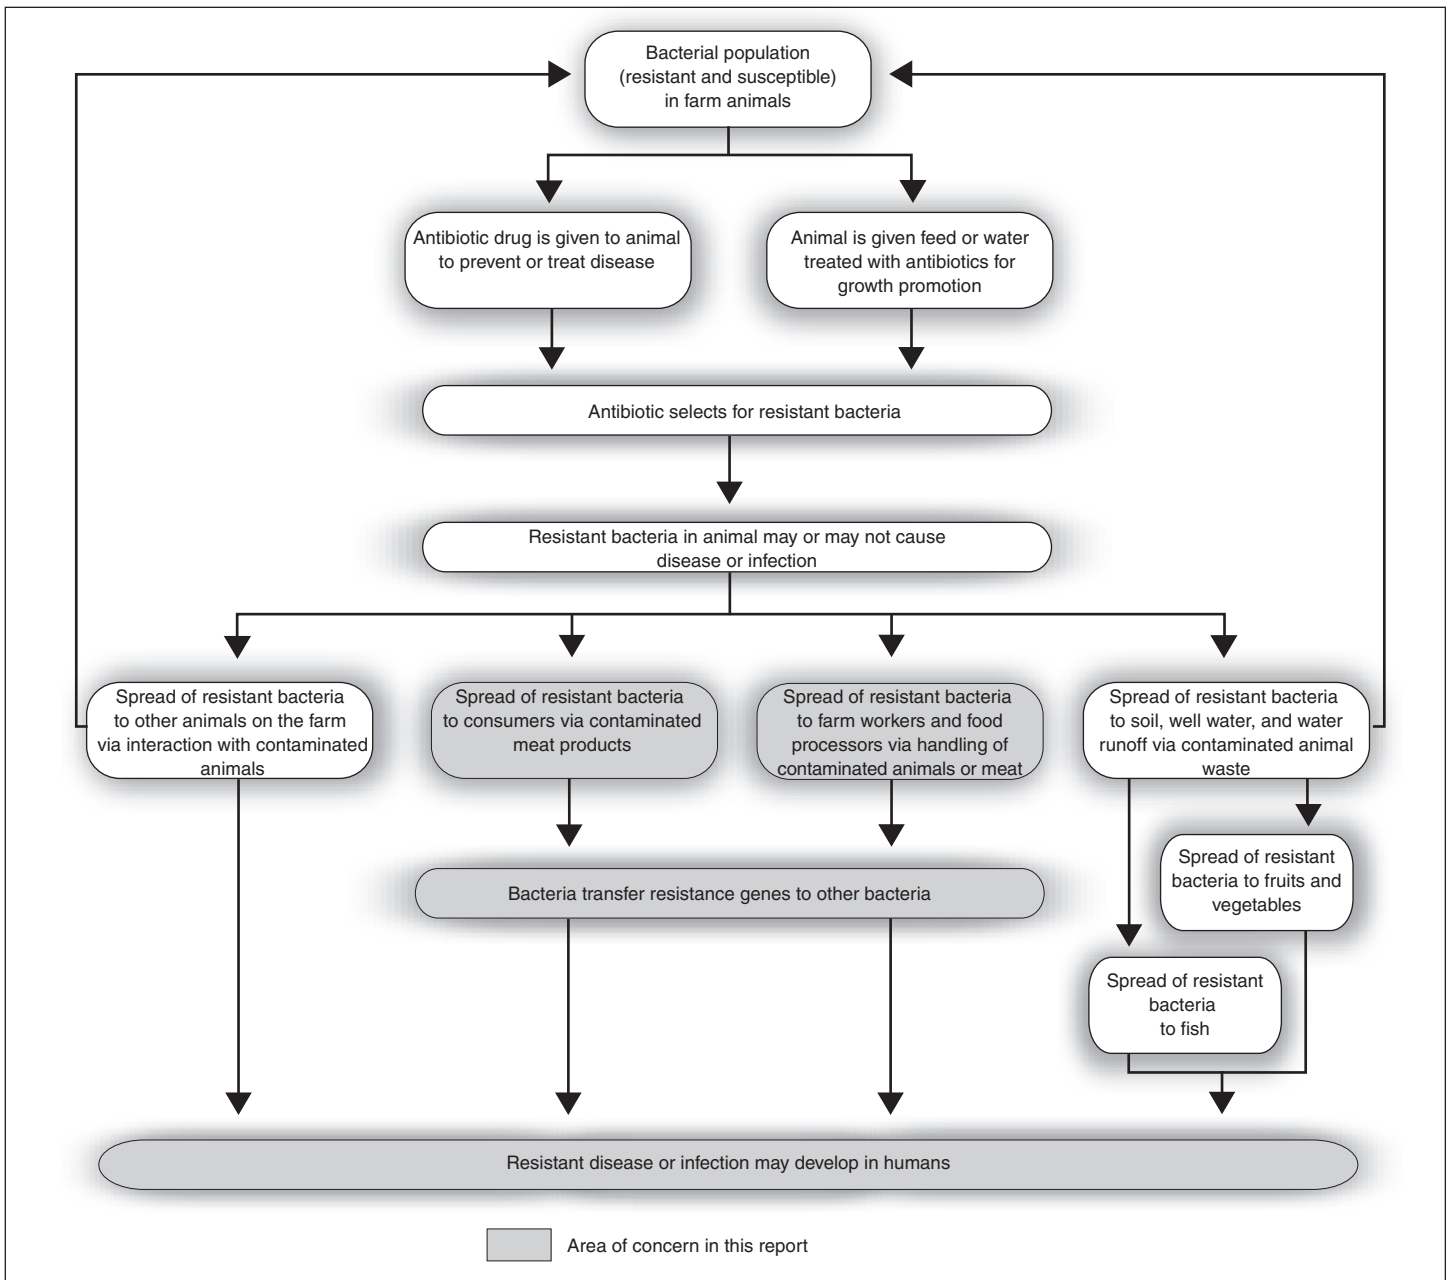 Bacterial population
(resistant and susceptible)
in farm animals
Antibiotic drug is given to animal
to prevent or treat disease
Animal is given feed or water
treated with antibiotics for
growth promotion
Antibiotic selects for resistant bacteria
Resistant bacteria in animal may or may not cause
disease or infection
Spread of resistant bacteria
to other animals on the farm
via interaction with contaminated
animals
Spread of resistant bacteria
to consumers via contaminated
meat products
Spread of resistant bacteria
to farm workers and food
processors via handling of
contaminated animals or meat
Spread of resistant bacteria
to soil, well water, and water
runoff via contaminated animal
waste
Spread of resistant
bacteria to fruits and
vegetables
Bacteria transfer resistance genes to other bacteria
Spread of resistant
bacteria
to fish
Resistant disease or infection may develop in humans
Area of concern in this report